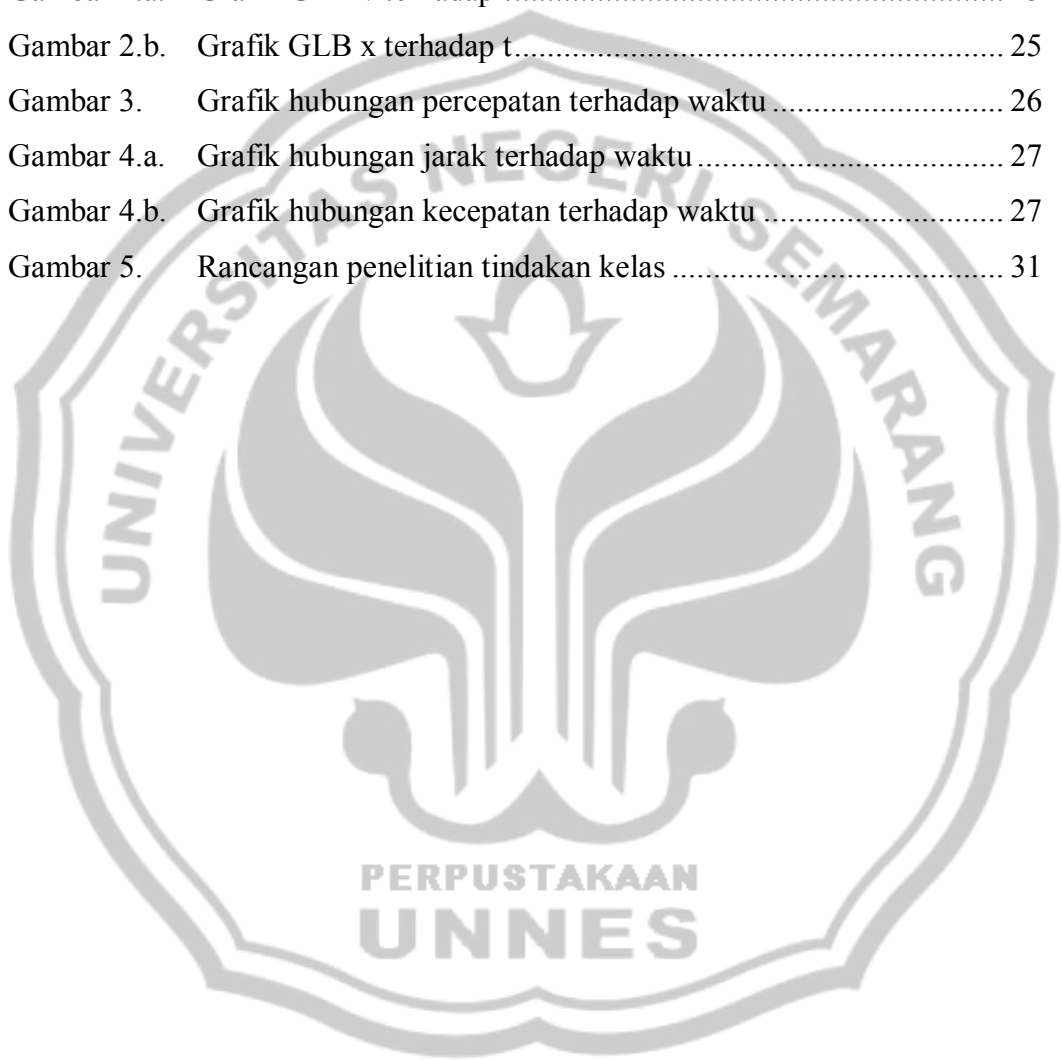 Gambar 2.b. Grafik GLB x terhadap t.......................................................... 25
Gambar 3. Grafik hubungan percepatan terhadap waktu ........................... 26
Gambar 4.a. Grafik hubungan jarak terhadap waktu .................................... 27
Gambar 4.b. Grafik hubungan kecepatan terhadap waktu ............................ 27
Gambar 5. Rancangan penelitian tindakan kelas ....................................... 31
UNIVERSITAS NEGERI SEMARANG
PERPUSTAKAAN
UNNES